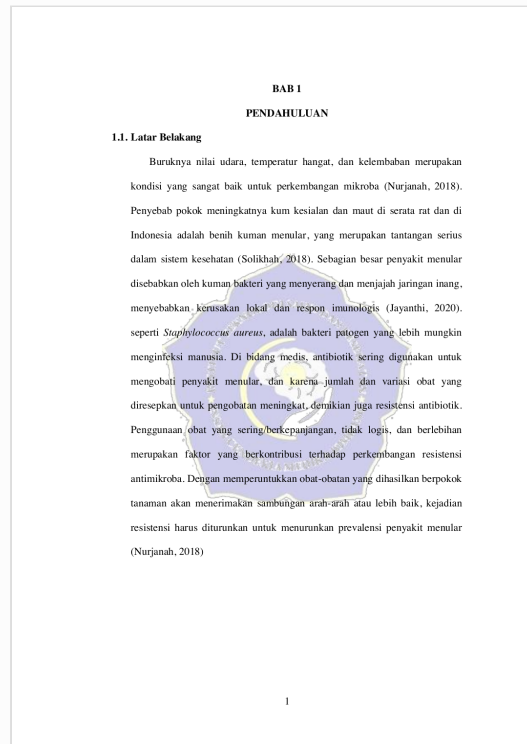 BAB 1
PENDAHULUAN
1.1. Latar Belakang
Buruknya nilai udara, temperatur hangat, dan kelembaban merupakan
kondisi yang sangat baik untuk perkembangan mikroba (Nurjanah, 2018).
Penyebab pokok meningkatnya kum kesialan dan maut di serata rat dan di
Indonesia adalah benih kuman menular, yang merupakan tantangan serius
dalam sistem kesehatan (Solikhah, 2018). Sebagian besar penyakit menular
disebabkan oleh kuman bakteri yang menyerang dan menjajah jaringan inang,
menyebabkan kerusakan lokal dan respon imunologis (Jayanthi, 2020).
seperti Staphylococcus aureus, adalah bakteri patogen yang lebih mungkin
menginfeksi manusia. Di bidang medis, antibiotik sering digunakan untuk
mengobati penyakit menular, dan karena jumlah dan variasi obat yang
diresepkan untuk pengobatan meningkat, demikian juga resistensi antibiotik.
Penggunaan obat yang sering/berkepanjangan, tidak logis, dan berlebihan
merupakan faktor yang berkontribusi terhadap perkembangan resistensi
antimikroba. Dengan memperuntukkan obat-obatan yang dihasilkan berpokok
tanaman akan menerimakan sambungan arah-arah atau lebih baik, kejadian
resistensi harus diturunkan untuk menurunkan prevalensi penyakit menular
(Nurjanah, 2018)
1